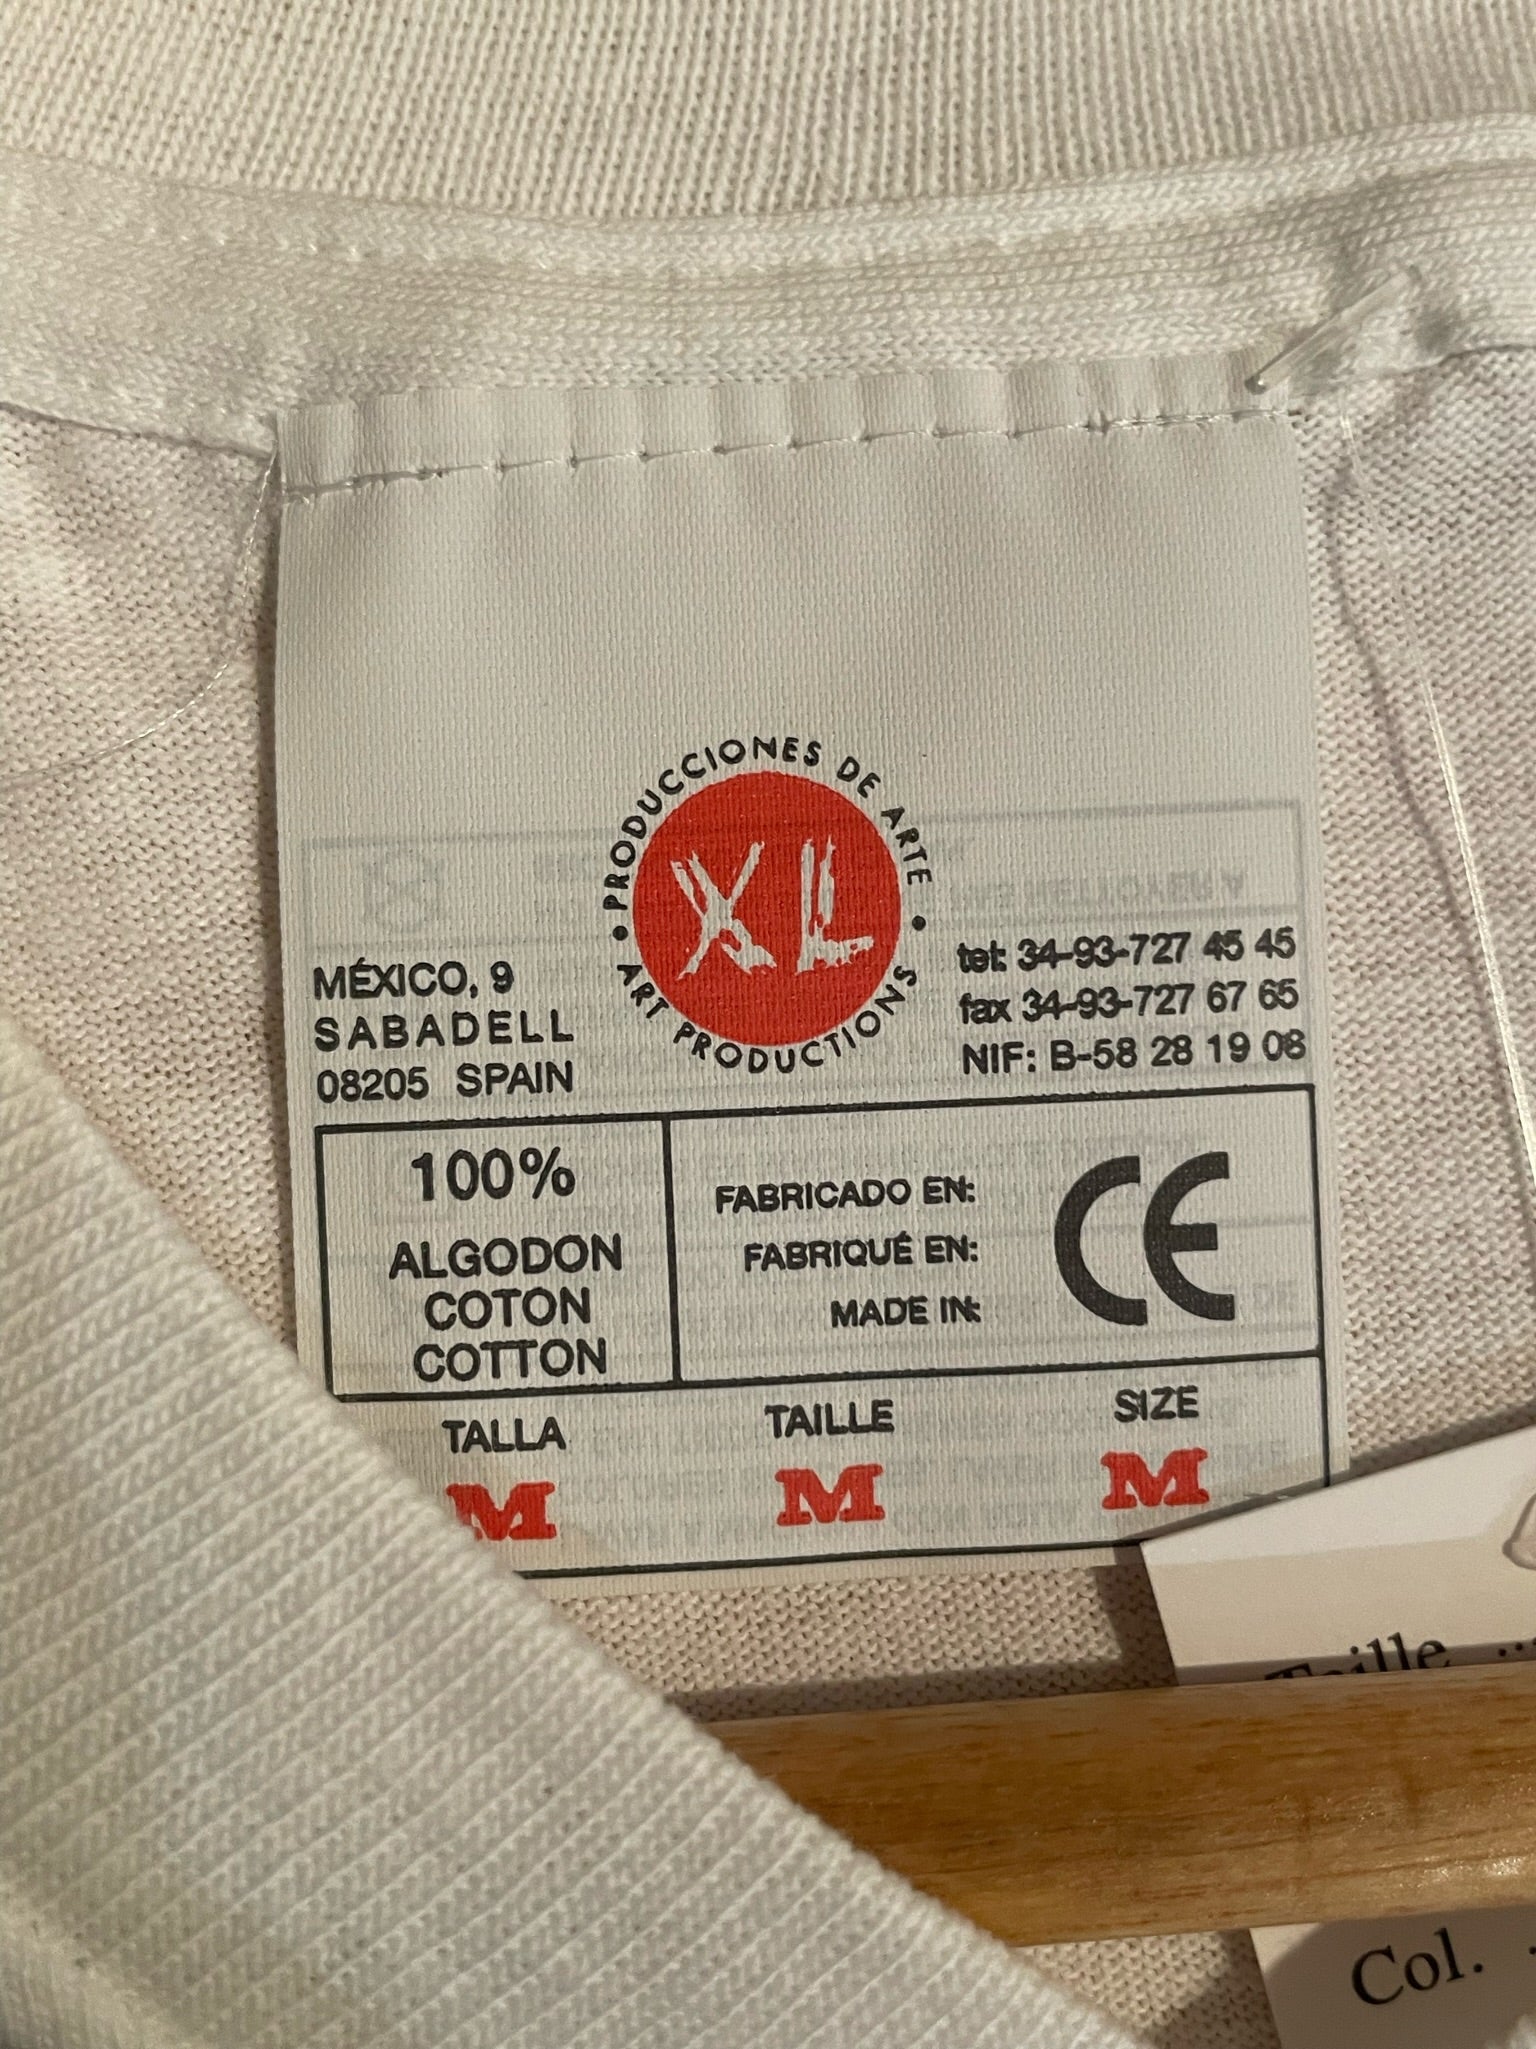 PRODUCCIONES DE ARTE
XL
ART PRODUCTIONS
MÉXICO, 9
SABADELL
08205 SPAIN
tel: 34-93-727 45 45
fax 34-93-727 67 65
NIF: B-58 28 19 08
100%
ALGODON
COTON
COTTON
FABRICADO EN:
FABRIQUÉ EN:
MADE IN:
CE
TALLA TAILLE SIZE
M M M
Taille
Col.